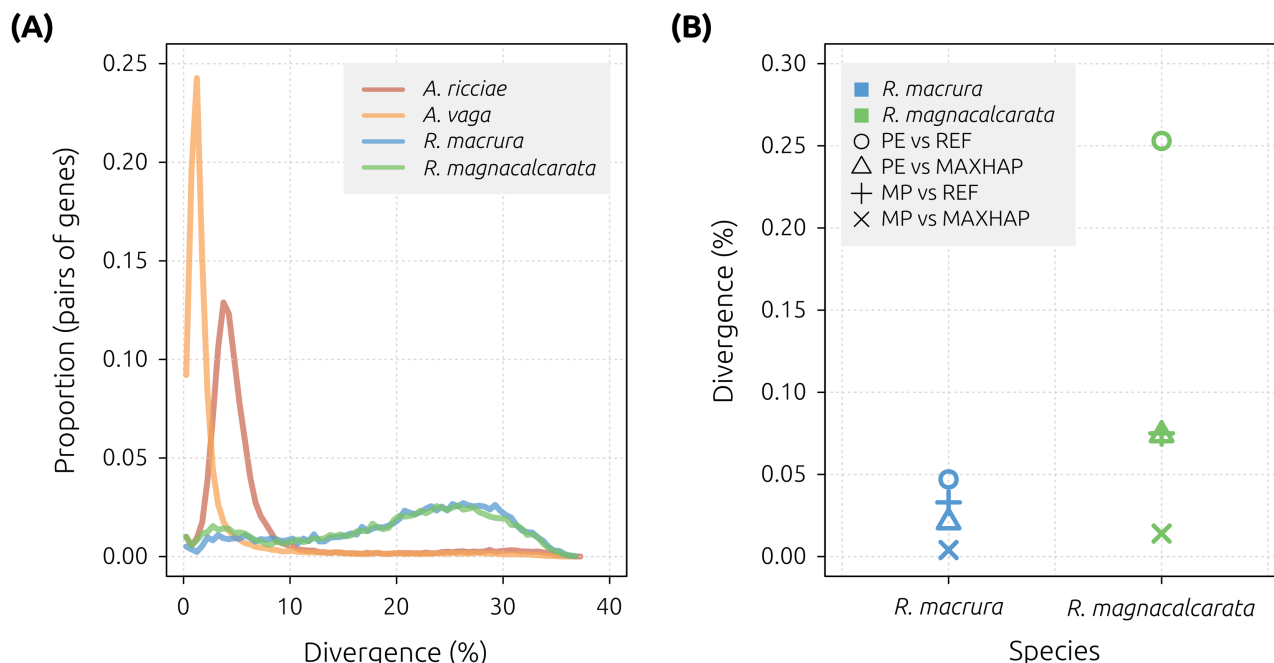 (A)
0.25
0.20
0.15
0.10
0.05
0.00
Proportion (pairs of genes)
A. ricciae
A. vaga
R. macrura
R. magnacalcarata
0
10
20
30
40
Divergence (%)
(B)
0.30
0.25
0.20
0.15
0.10
0.05
0.00
Divergence (%)
R. macrura
R. magnacalcarata
PE vs REF
PE vs MAXHAP
MP vs REF
MP vs MAXHAP
R. macrura
R. magnacalcarata
Species